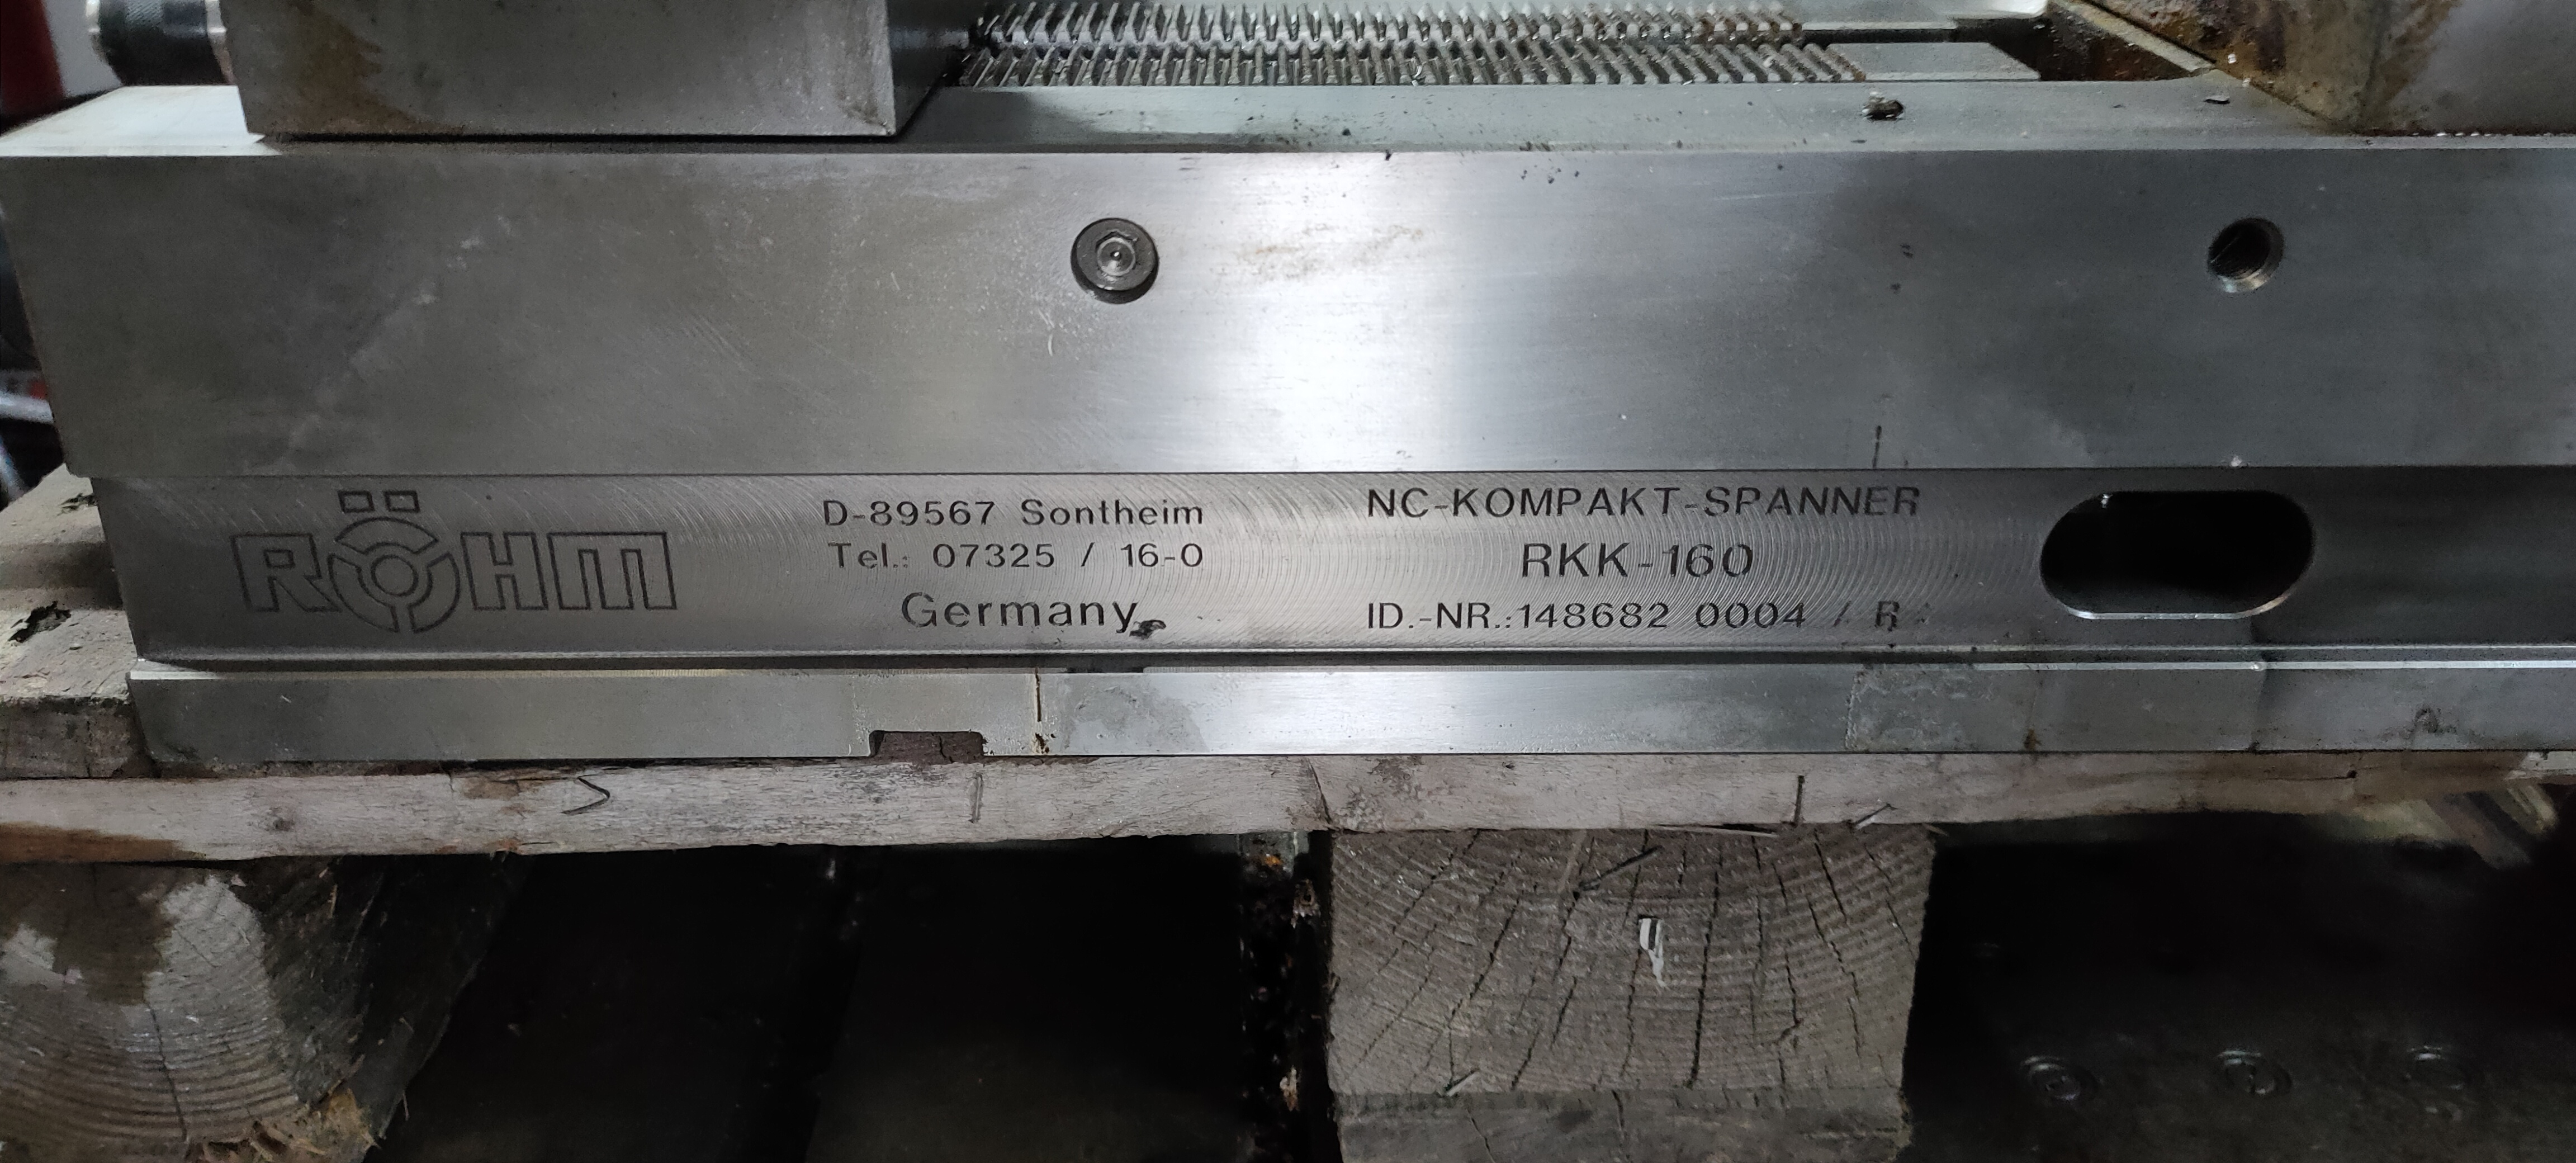 RÖHM
D-89567 Sontheim
Tel.: 07325 / 16-0
Germany
NC-KOMPAKT-SPANNER
RKK-160
ID.-NR.:148682 0004 / R